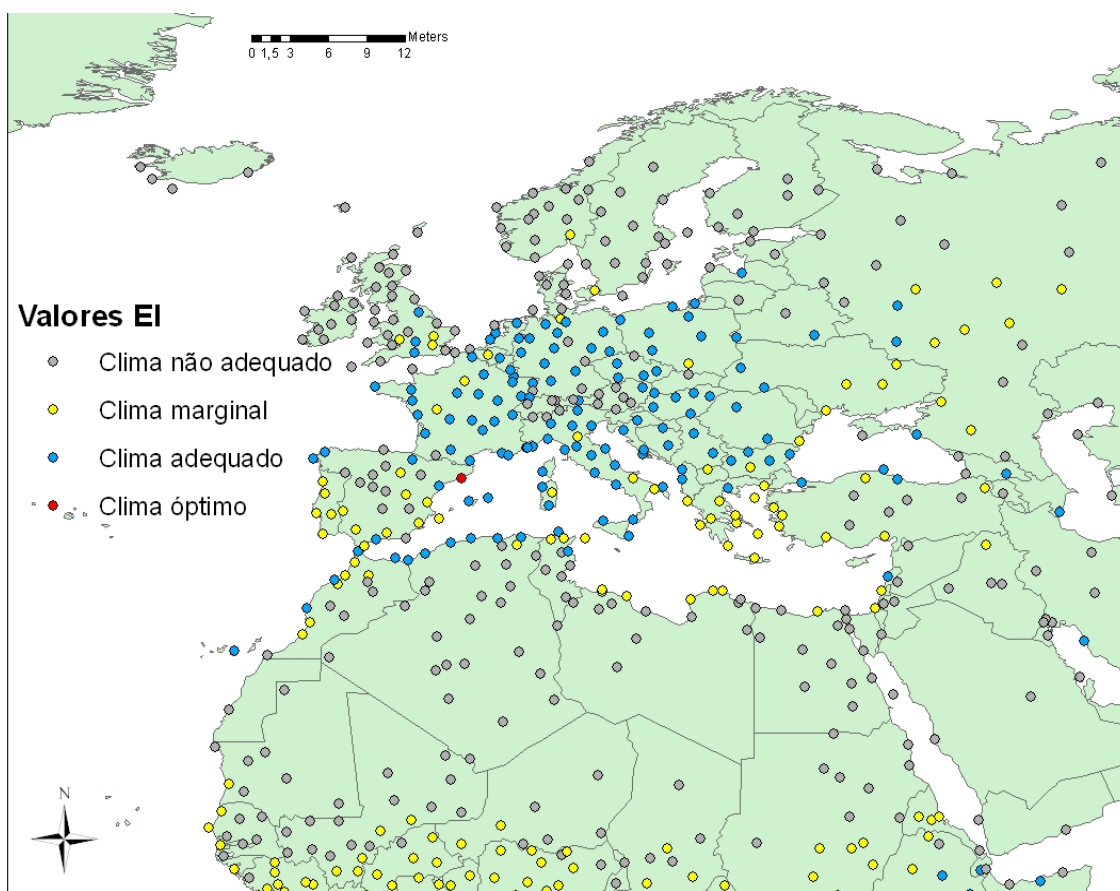 Meters
0 1,5 3 6 9 12
Valores EI
Clima não adequado
Clima marginal
Clima adequado
Clima óptimo
N